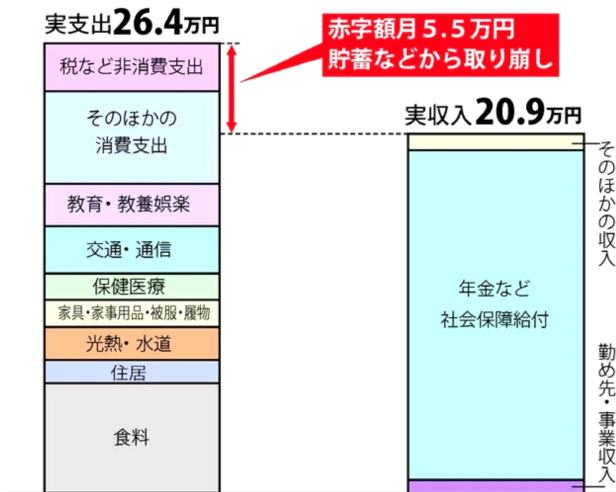 実支出26.4万円
赤字額月５.５万円
貯蓄などから取り崩し
税など非消費支出
そのほかの
消費支出
教育・教養娯楽
交通・通信
保健医療
家具・家事用品・被服・履物
光熱・水道
住居
食料
実収入20.9万円
そのほかの収入
年金など
社会保障給付
勤め先・事業収入